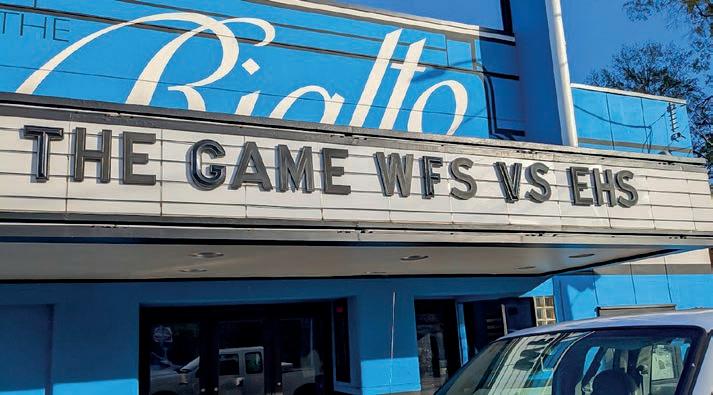 THE
Rialto
THE GAME WFS VS EHS